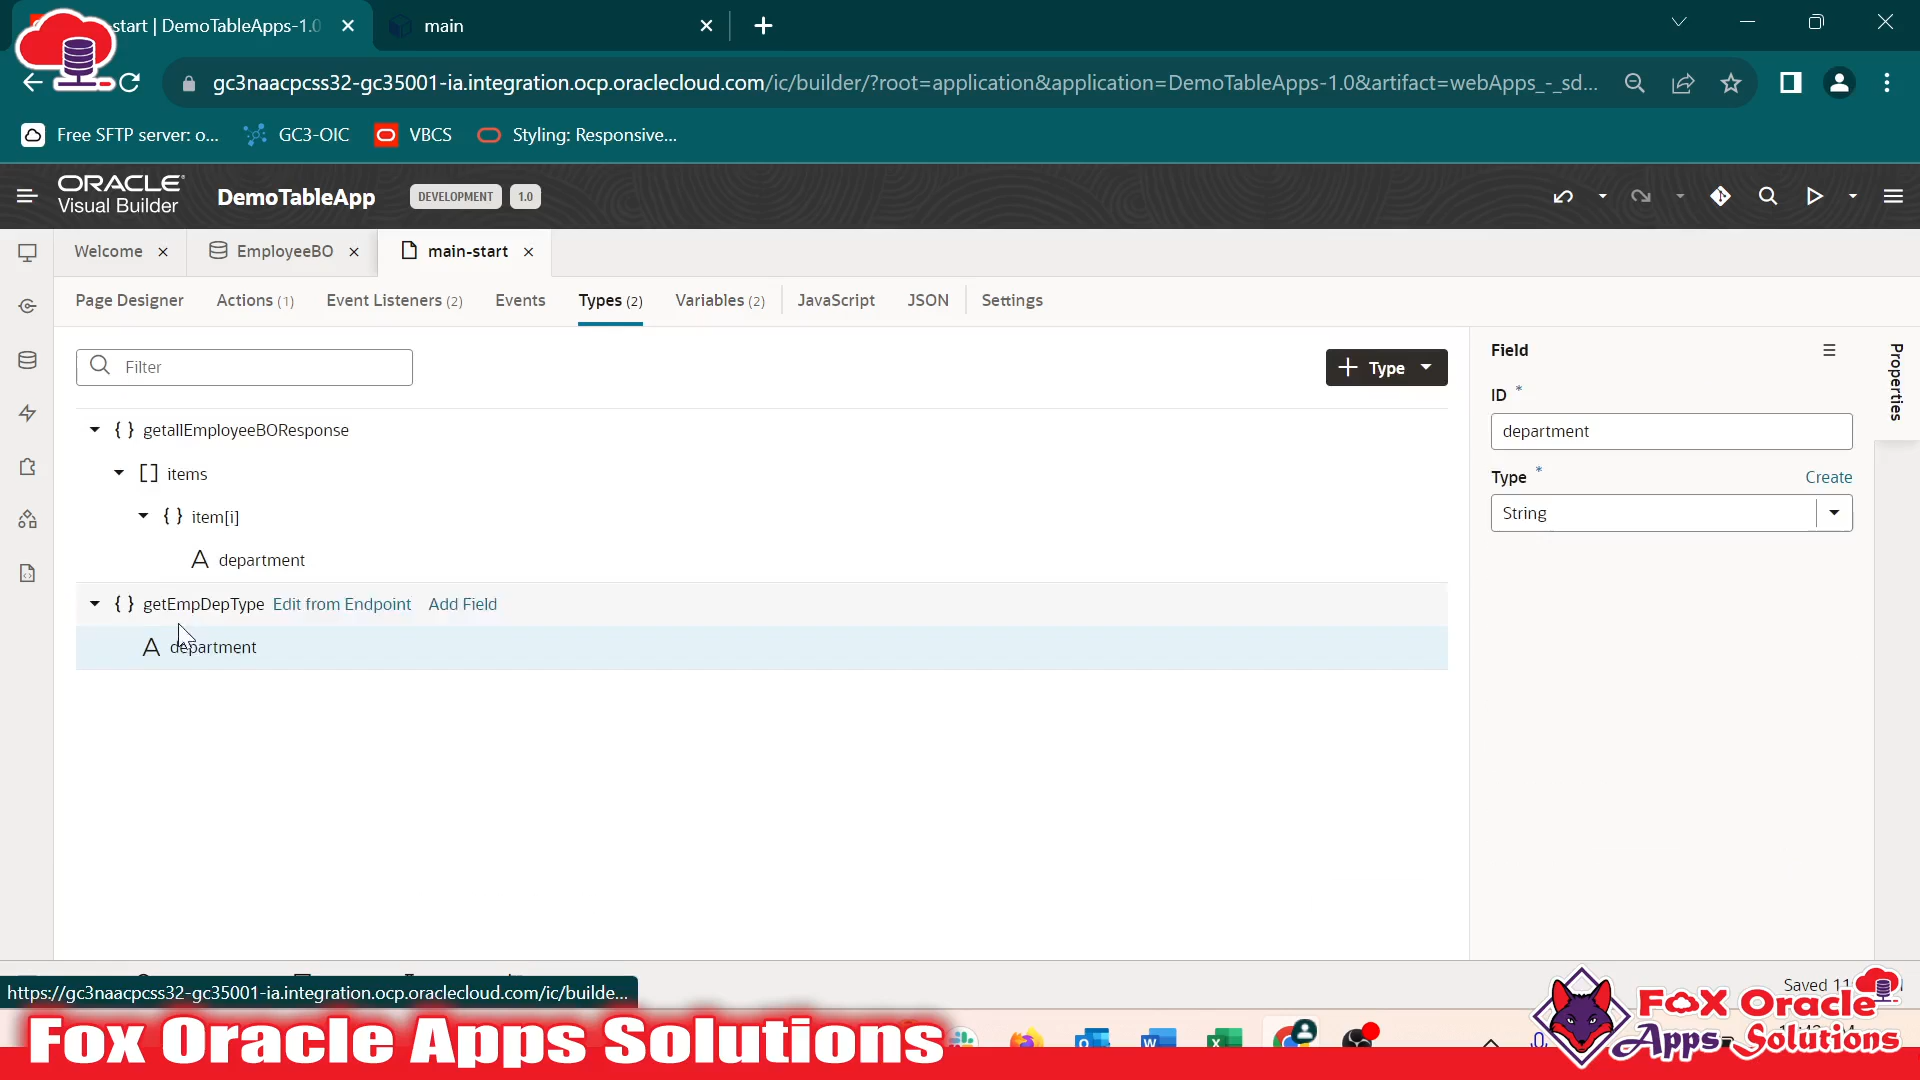 start | DemoTableApps-1.0
main
gc3naacpcss32-gc35001-ia.integration.ocp.oraclecloud.com/ic/builder/?root=application&application=DemoTableApps-1.0&artifact=webApps_-_sd...
Free SFTP server: o...
GC3-OIC
VBCS
Styling: Responsive...
ORACLE
Visual Builder
DemoTableApp
DEVELOPMENT
1.0
Welcome
EmployeeBO
main-start
Page Designer
Actions (1)
Event Listeners (2)
Events
Types (2)
Variables (2)
JavaScript
JSON
Settings
Filter
+ Type
Field
Properties
ID *
department
Type *
Create
String
{ } getallEmployeeBOResponse
[ ] items
{ } item[i]
A department
{ } getEmpDepType Edit from Endpoint Add Field
A department
https://gc3naacpcss32-gc35001-ia.integration.ocp.oraclecloud.com/ic/builde...
Saved
Fox Oracle Apps Solutions
FOX Oracle
Apps Solutions